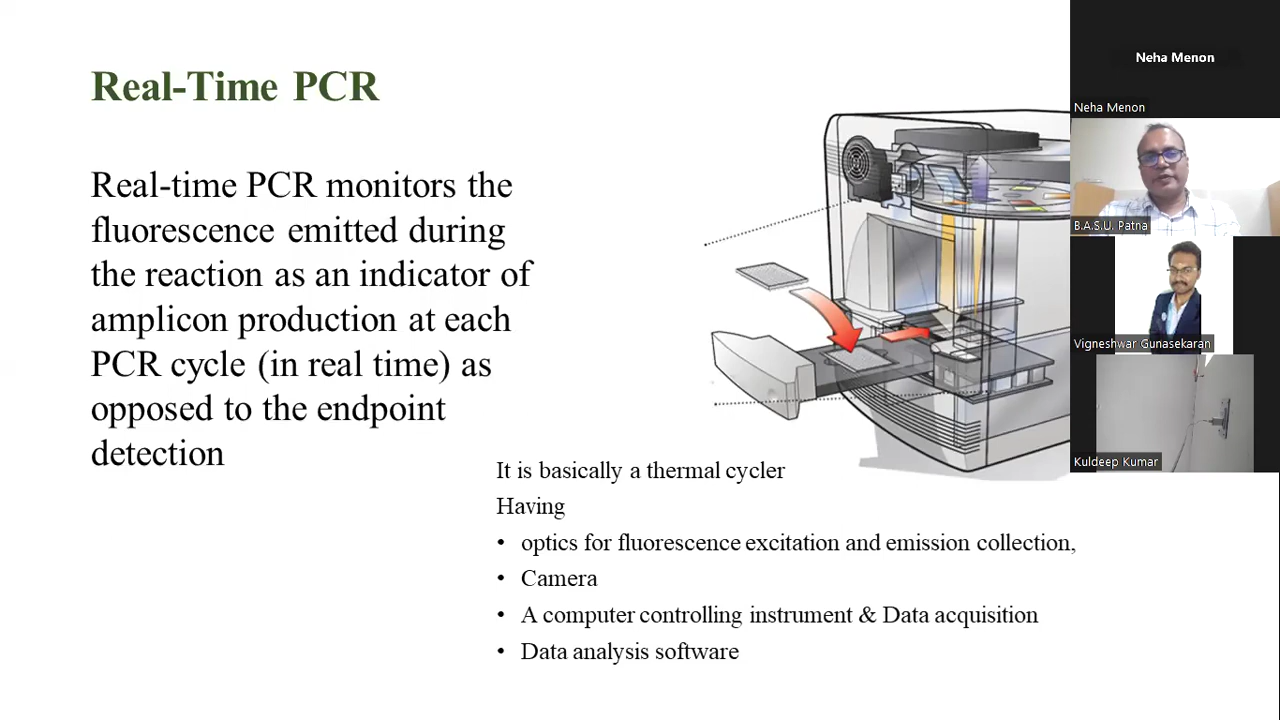 Real-Time PCR
Real-time PCR monitors the
fluorescence emitted during
the reaction as an indicator of
amplicon production at each
PCR cycle (in real time) as
opposed to the endpoint
detection
It is basically a thermal cycler
Having
• optics for fluorescence excitation and emission collection,
• Camera
• A computer controlling instrument & Data acquisition
• Data analysis software
Neha Menon
Neha Menon
B.A.S.U. Patna
Vigneshwar Gunasekaran
Kuldeep Kumar